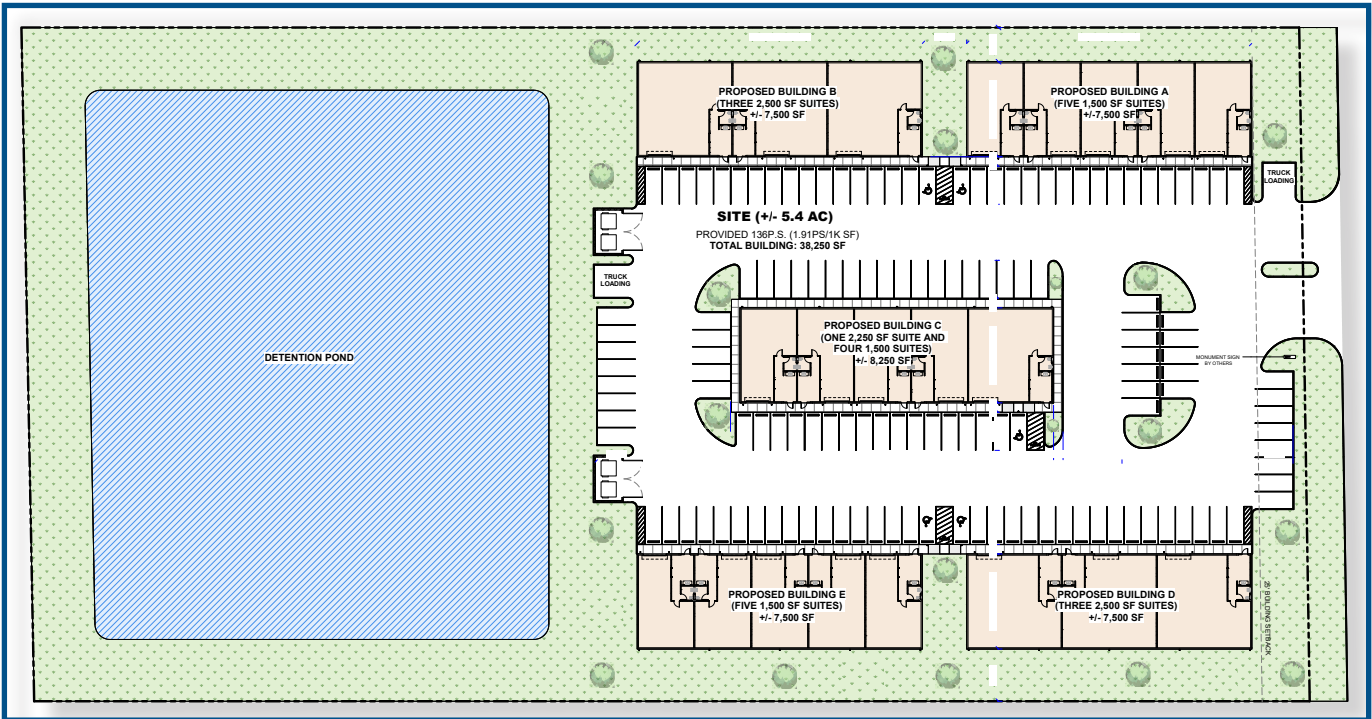 PROPOSED BUILDING B
(THREE 2,500 SF SUITES)
+/- 7,500 SF
PROPOSED BUILDING A
(FIVE 1,500 SF SUITES)
+/-7,500 SF
TRUCK
LOADING
SITE (+/- 5.4 AC)
PROVIDED 136P.S. (1.91PS/1K SF)
TOTAL BUILDING: 38,250 SF
TRUCK
LOADING
PROPOSED BUILDING C
(ONE 2,250 SF SUITE AND
FOUR 1,500 SUITES)
+/- 8,250 SF
DETENTION POND
MONUMENT SIGN
BY OTHERS
PROPOSED BUILDING E
(FIVE 1,500 SF SUITES)
+/- 7,500 SF
PROPOSED BUILDING D
(THREE 2,500 SF SUITES)
+/- 7,500 SF
25' BUILDING SETBACK